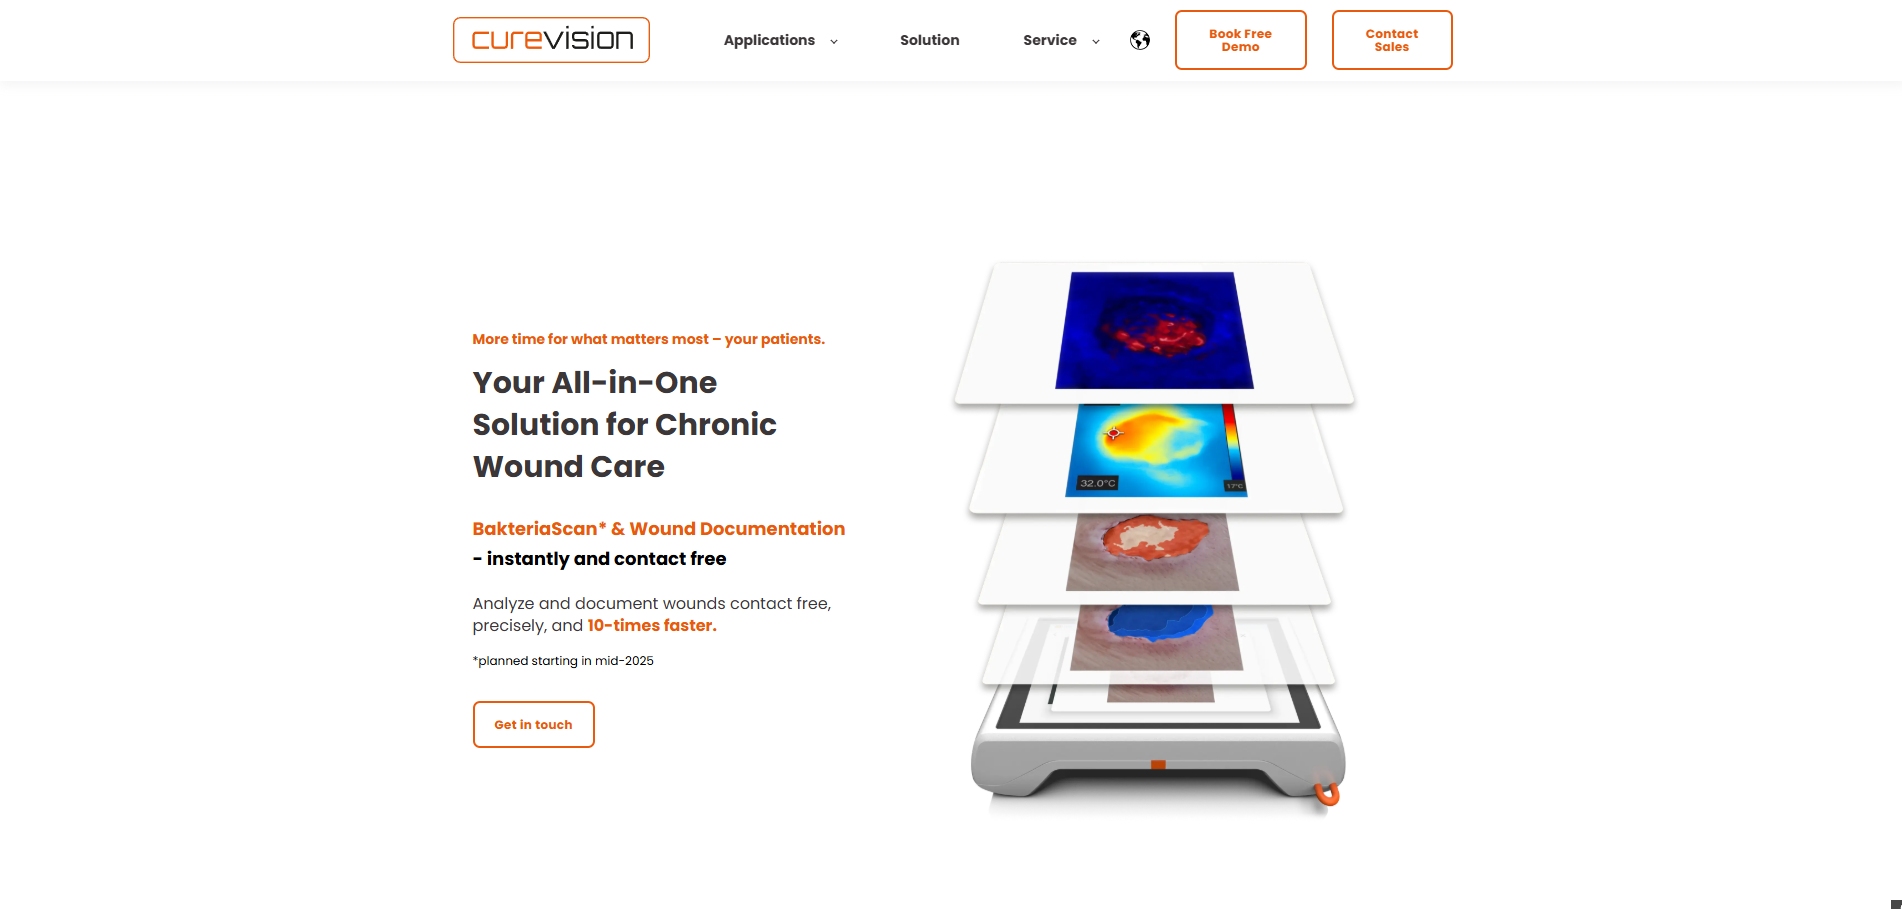 curevision
Applications
Solution
Service
Book Free
Demo
Contact
Sales
More time for what matters most – your patients.
Your All-in-One
Solution for Chronic
Wound Care
BakteriaScan* & Wound Documentation
- instantly and contact free
Analyze and document wounds contact free,
precisely, and 10-times faster.
*planned starting in mid-2025
Get in touch
32.0°C
17°C